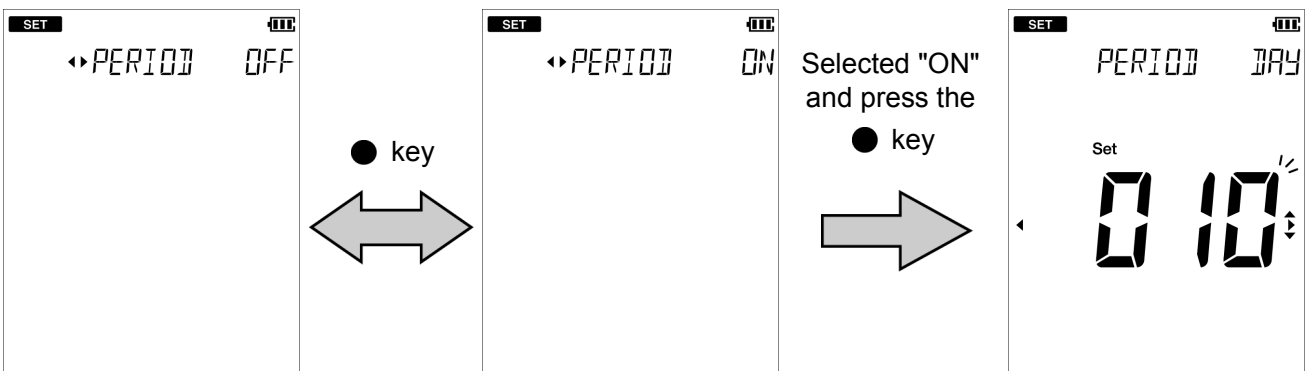 SET
PERIOD OFF
● key
SET
PERIOD ON
Selected "ON"
and press the
● key
SET
PERIOD DAY
Set
010